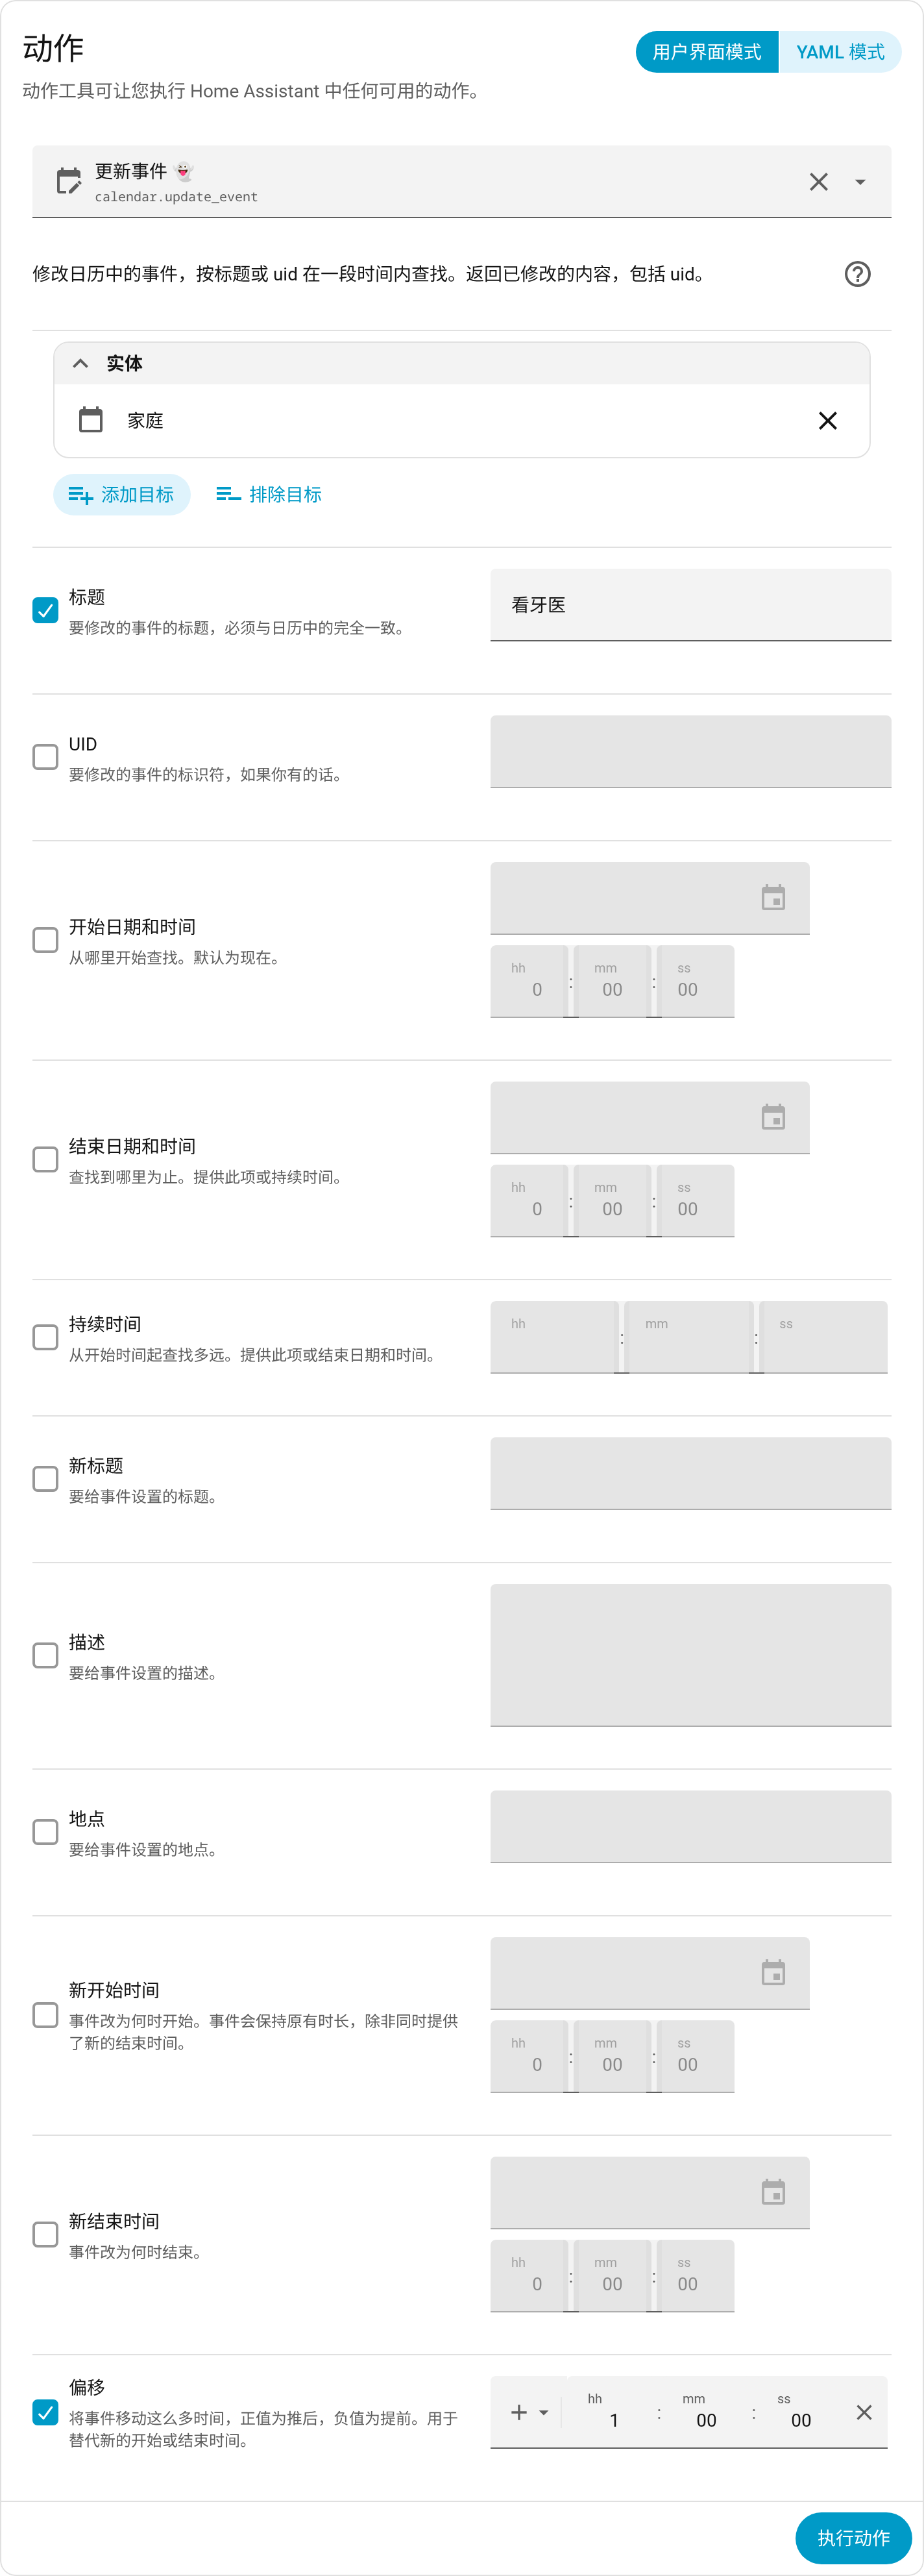 动作
用户界面模式
YAML 模式
动作工具可让您执行 Home Assistant 中任何可用的动作。
更新事件 👻
calendar.update_event
修改日历中的事件，按标题或 uid 在一段时间内查找。返回已修改的内容，包括 uid。
实体
家庭
添加目标
排除目标
标题
要修改的事件的标题，必须与日历中的完全一致。
看牙医
UID
要修改的事件的标识符，如果你有的话。
开始日期和时间
从哪里开始查找。默认为现在。
hh mm ss
0 : 00 : 00
结束日期和时间
查找到哪里为止。提供此项或持续时间。
hh mm ss
0 : 00 : 00
持续时间
从开始时间起查找多远。提供此项或结束日期和时间。
hh : mm : ss
新标题
要给事件设置的标题。
描述
要给事件设置的描述。
地点
要给事件设置的地点。
新开始时间
事件改为何时开始。事件会保持原有时长，除非同时提供
了新的结束时间。
hh mm ss
0 : 00 : 00
新结束时间
事件改为何时结束。
hh mm ss
0 : 00 : 00
偏移
将事件移动这么多时间，正值为推后，负值为提前。用于
替代新的开始或结束时间。
hh mm ss
+ 1 : 00 : 00
执行动作